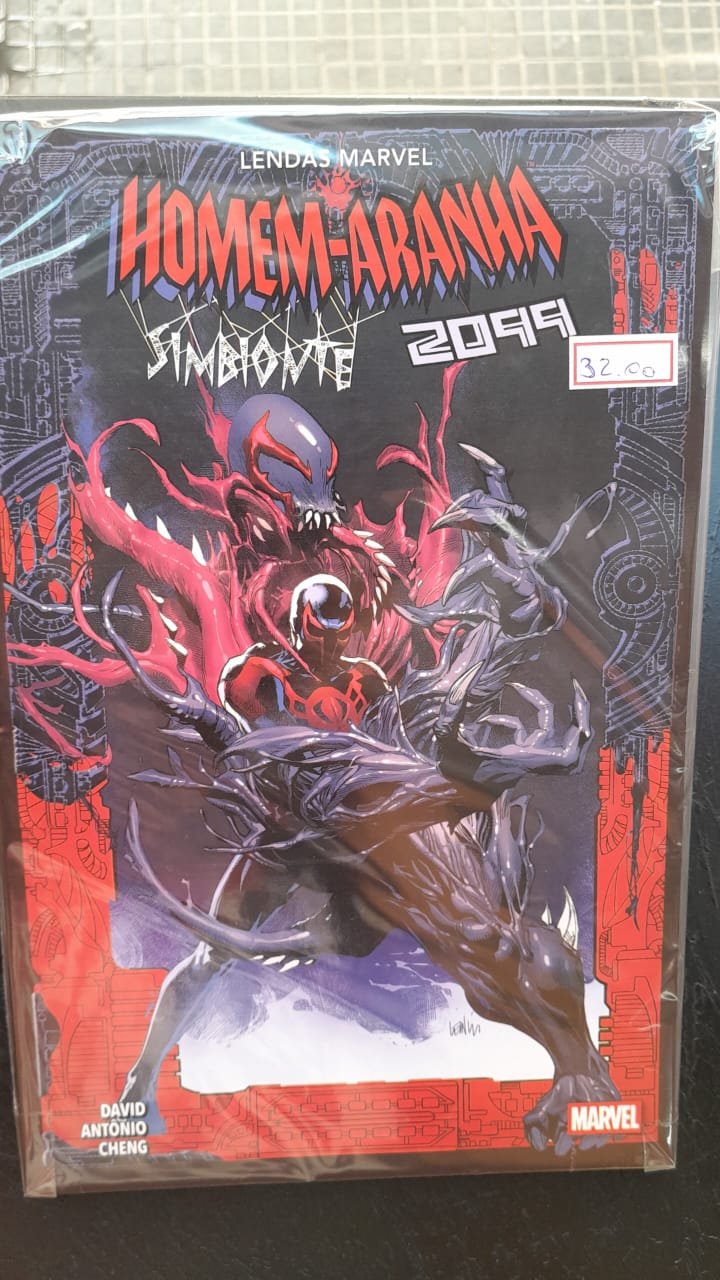 LENDAS MARVEL
HOMEM-ARANHA
SIMBIONTE 2099
32.00
DAVID
ANTÔNIO
CHENG
MARVEL